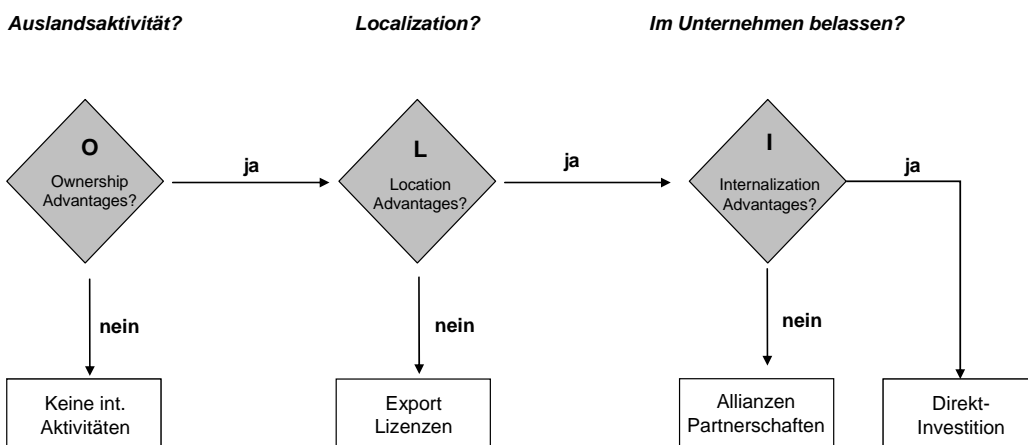 Auslandsaktivität?
Localization?
Im Unternehmen belassen?
O
Ownership
Advantages?
ja
L
Location
Advantages?
ja
I
Internalization
Advantages?
ja
nein
nein
nein
Keine int.
Aktivitäten
Export
Lizenzen
Allianzen
Partnerschaften
Direkt-
Investition